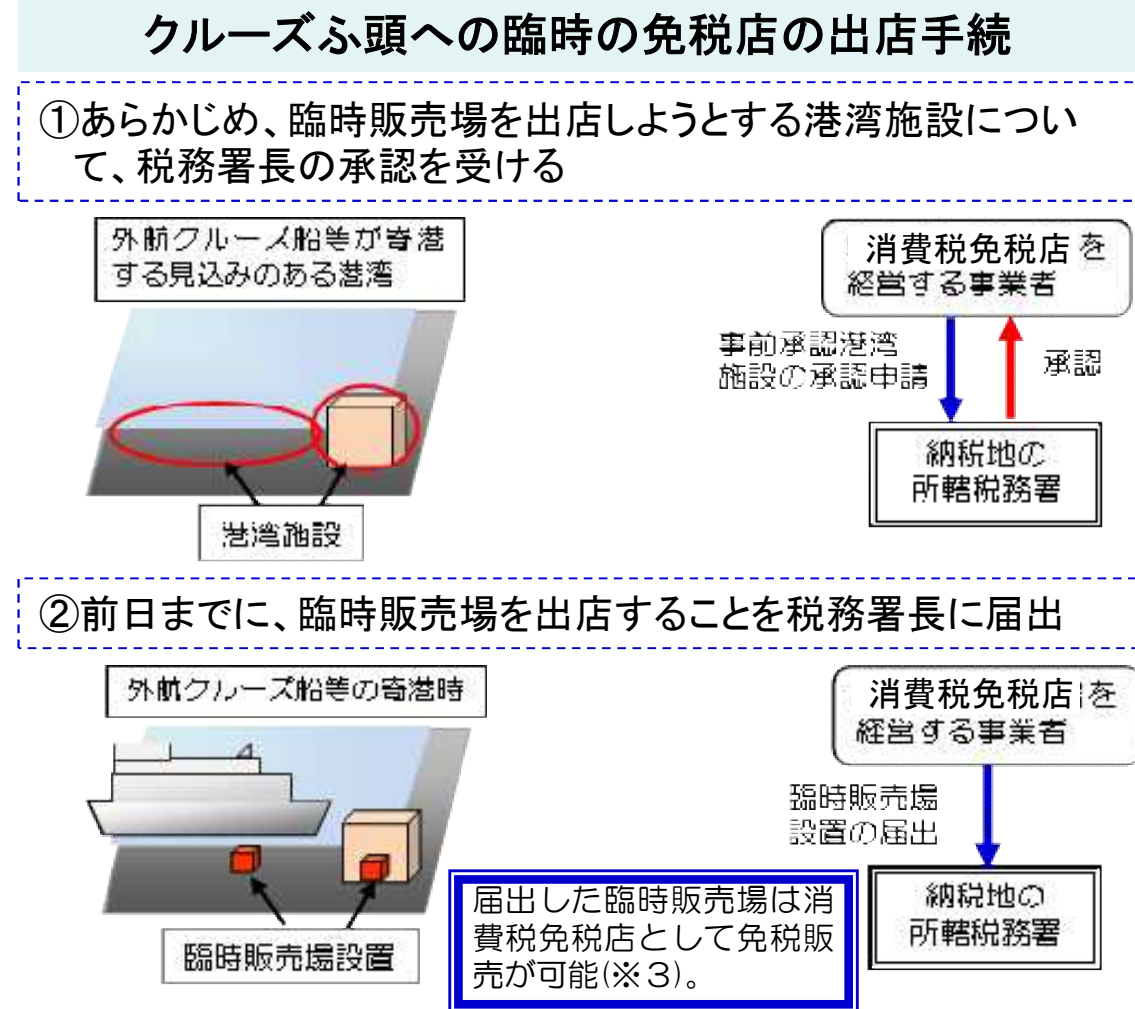 クルーズふ頭への臨時の免税店の出店手続
①あらかじめ、臨時販売場を出店しようとする港湾施設につい
て、税務署長の承認を受ける
外航クルーズ船等が寄港
する見込みのある港湾
港湾施設
消費税免税店を
経営する事業者
事前承認港湾
施設の承認申請
承認
納税地の
所轄税務署
②前日までに、臨時販売場を出店することを税務署長に届出
外航クルーズ船等の寄港時
臨時販売場設置
消費税免税店を
経営する事業者
臨時販売場
設置の届出
納税地の
所轄税務署
届出した臨時販売場は消
費税免税店として免税販
売が可能(※3)。